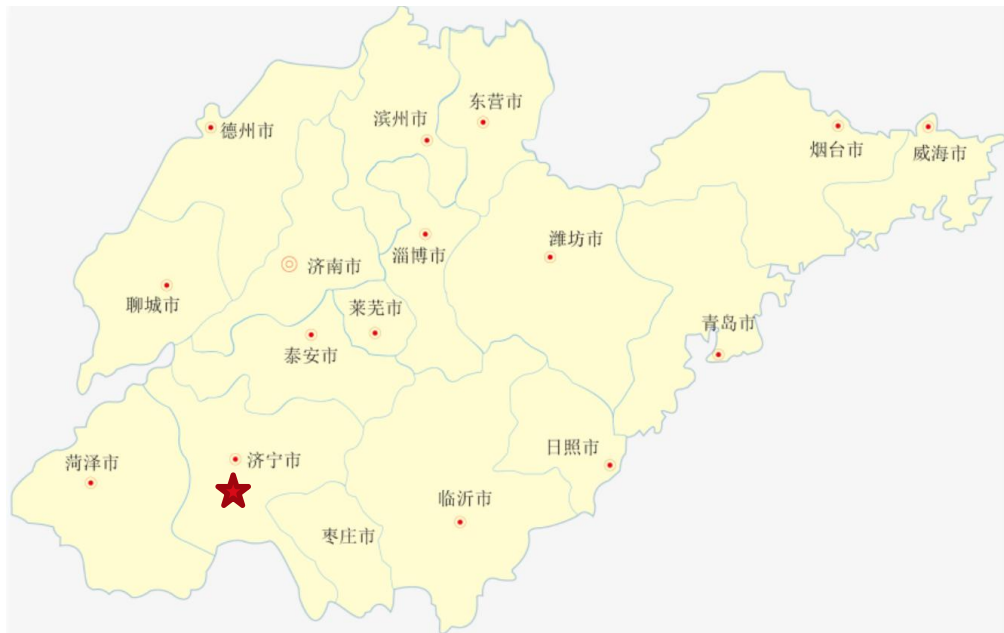 东营市
滨州市
德州市
烟台市
威海市
潍坊市
淄博市
济南市
聊城市
莱芜市
青岛市
泰安市
日照市
济宁市
菏泽市
临沂市
枣庄市